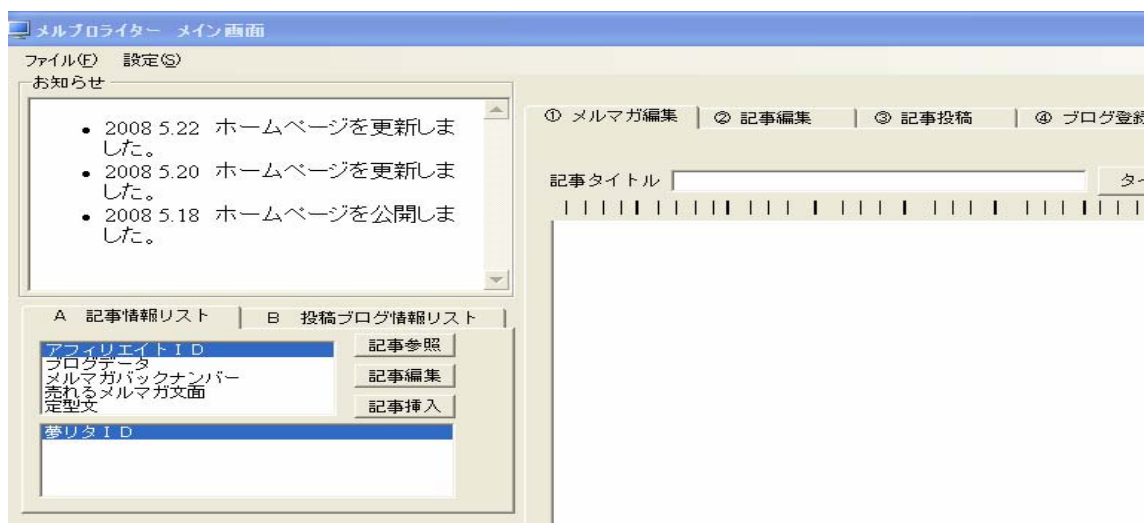 メルブロライター メイン画面
ファイル(F) 設定(S)
お知らせ
2008 5.22 ホームページを更新しま
した。
2008 5.20 ホームページを更新しま
した。
2008 5.18 ホームページを公開しま
した。
① メルマガ編集 ② 記事編集 ③ 記事投稿 ④ ブログ登録
記事タイトル
A 記事情報リスト B 投稿ブログ情報リスト
アフィリエイトID
ブログデータ
メルマガバックナンバー
売れるメルマガ文面
定型文
記事参照
記事編集
記事挿入
夢リタID